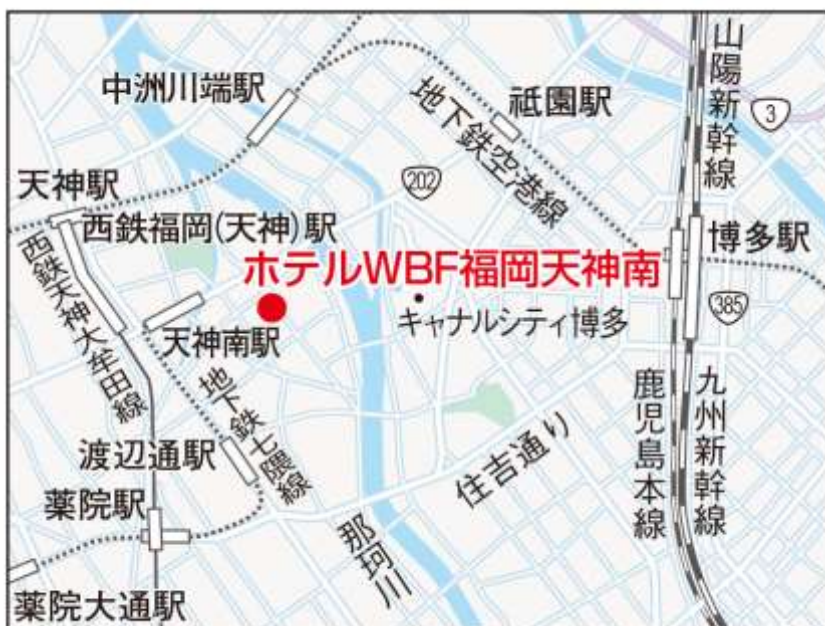 中洲川端駅
祇園駅
山陽新幹線
3
地下鉄空港線
天神駅
202
西鉄福岡(天神)駅
博多駅
ホテルWBF福岡天神南
西鉄天神大牟田線
キャナルシティ博多
385
天神南駅
地下鉄七隈線
鹿児島本線
九州新幹線
渡辺通駅
住吉通り
薬院駅
那珂川
薬院大通駅